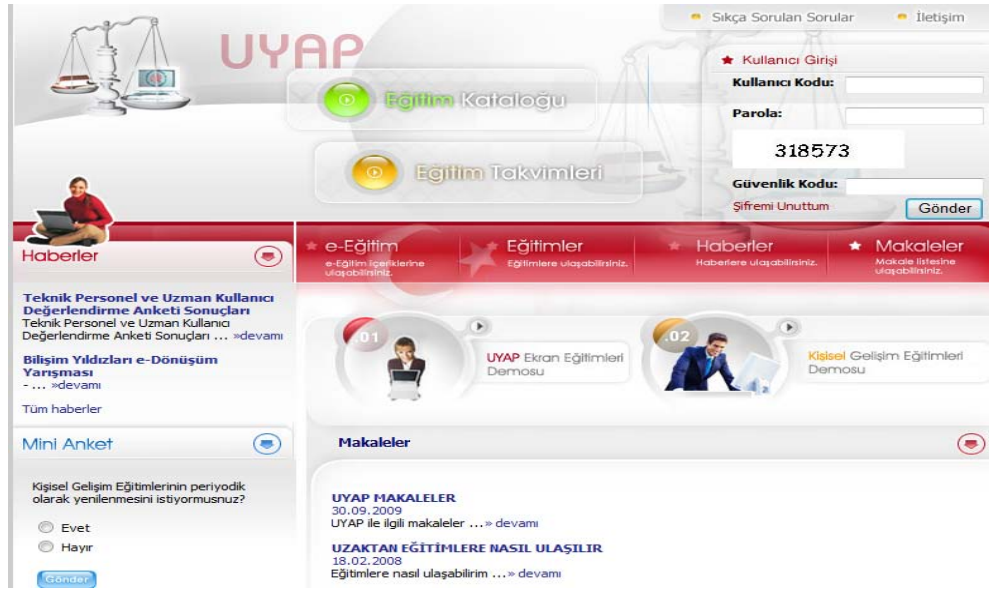 Sıkça Sorulan Sorular
İletişim
UYAP
Eğitim Kataloğu
Eğitim Takvimleri
Kullanıcı Girişi
Kullanıcı Kodu:
Parola:
318573
Güvenlik Kodu:
Şifremi Unuttum
Gönder
e-Eğitim
e-Eğitim içeriklerine
ulaşabilirsiniz.
Eğitimler
Eğitimlere ulaşabilirsiniz.
Haberler
Haberlere ulaşabilirsiniz.
Makaleler
Makale listesine
ulaşabilirsiniz.
Haberler
Teknik Personel ve Uzman Kullanıcı
Değerlendirme Anketi Sonuçları
Teknik Personel ve Uzman Kullanıcı
Değerlendirme Anketi Sonuçları ... »devamı
Bilişim Yıldızları e-Dönüşüm
Yarışması
- ... »devamı
Tüm haberler
.01
UYAP Ekran Eğitimleri
Demosu
.02
Kişisel Gelişim Eğitimleri
Demosu
Mini Anket
Kişisel Gelişim Eğitimlerinin periyodik
olarak yenilenmesini istiyormusnuz?
Evet
Hayır
Gönder
Makaleler
UYAP MAKALELER
30.09.2009
UYAP ile ilgili makaleler ...» devamı
UZAKTAN EĞİTİMLERE NASIL ULAŞILIR
18.02.2008
Eğitimlere nasıl ulaşabilirim ...» devamı